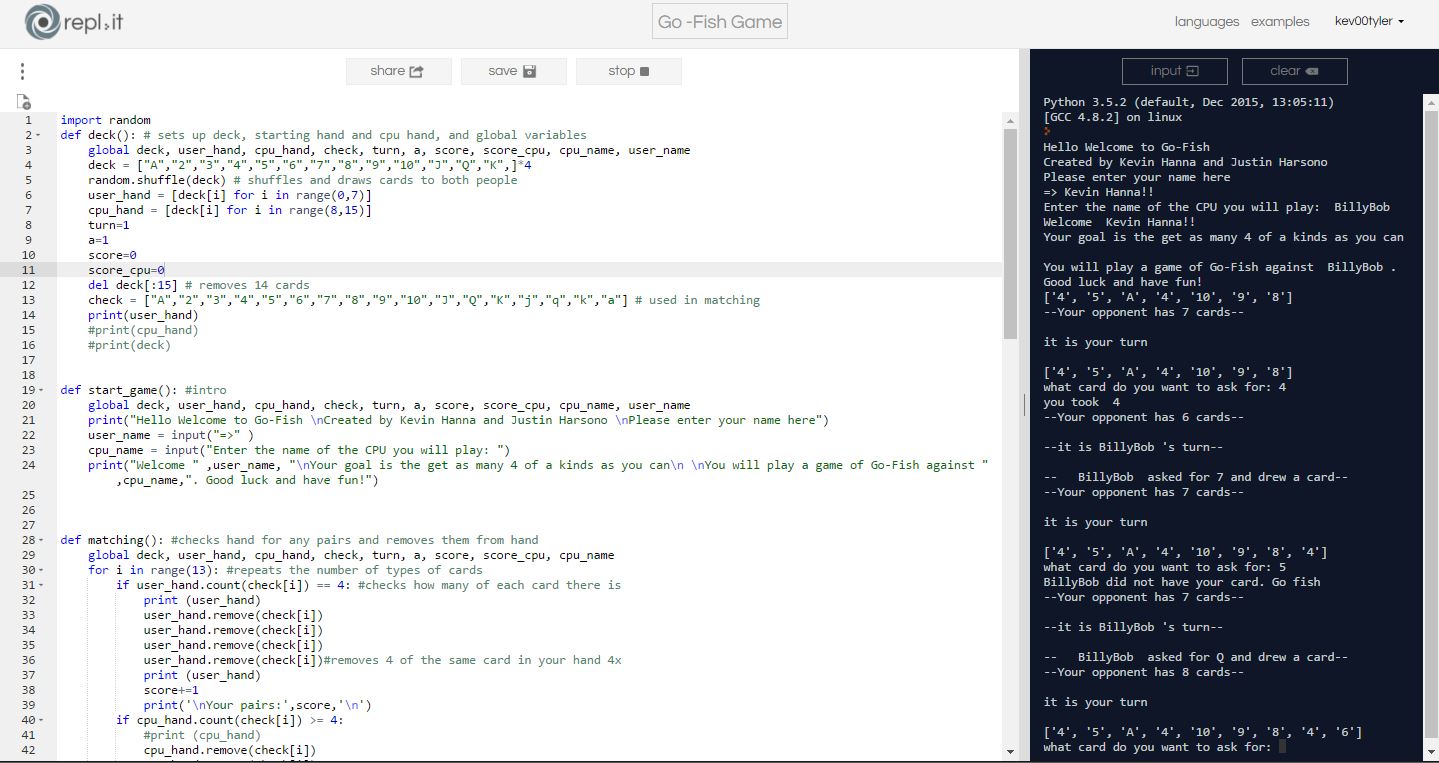 repl.it
Go -Fish Game
languages examples kev00tyler
share save stop
input clear
1 import random
2 def deck(): # sets up deck, starting hand and cpu hand, and global variables
3 global deck, user_hand, cpu_hand, check, turn, a, score, score_cpu, cpu_name, user_name
4 deck = ["A","2","3","4","5","6","7","8","9","10","J","Q","K",]*4
5 random.shuffle(deck) # shuffles and draws cards to both people
6 user_hand = [deck[i] for i in range(0,7)]
7 cpu_hand = [deck[i] for i in range(8,15)]
8 turn=1
9 a=1
10 score=0
11 score_cpu=0
12 del deck[:15] # removes 14 cards
13 check = ["A","2","3","4","5","6","7","8","9","10","J","Q","K","j","q","k","a"] # used in matching
14 print(user_hand)
15 #print(cpu_hand)
16 #print(deck)
17
18
19 def start_game(): #intro
20 global deck, user_hand, cpu_hand, check, turn, a, score, score_cpu, cpu_name, user_name
21 print("Hello Welcome to Go-Fish \nCreated by Kevin Hanna and Justin Harsono \nPlease enter your name here")
22 user_name = input("=>" )
23 cpu_name = input("Enter the name of the CPU you will play: ")
24 print("Welcome " ,user_name, "\nYour goal is the get as many 4 of a kinds as you can\n \nYou will play a game of Go-Fish against "
,cpu_name,". Good luck and have fun!")
25
26
27
28 def matching(): #checks hand for any pairs and removes them from hand
29 global deck, user_hand, cpu_hand, check, turn, a, score, score_cpu, cpu_name
30 for i in range(13): #repeats the number of types of cards
31 if user_hand.count(check[i]) == 4: #checks how many of each card there is
32 print (user_hand)
33 user_hand.remove(check[i])
34 user_hand.remove(check[i])
35 user_hand.remove(check[i])
36 user_hand.remove(check[i])#removes 4 of the same card in your hand 4x
37 print (user_hand)
38 score+=1
39 print('\nYour pairs:',score,'\n')
40 if cpu_hand.count(check[i]) >= 4:
41 #print (cpu_hand)
42 cpu_hand.remove(check[i])
Python 3.5.2 (default, Dec 2015, 13:05:11)
[GCC 4.8.2] on linux
Hello Welcome to Go-Fish
Created by Kevin Hanna and Justin Harsono
Please enter your name here
=> Kevin Hanna!!
Enter the name of the CPU you will play:  BillyBob
Welcome  Kevin Hanna!!
Your goal is the get as many 4 of a kinds as you can
You will play a game of Go-Fish against  BillyBob .
Good luck and have fun!
['4', '5', 'A', '4', '10', '9', '8']
--Your opponent has 7 cards--
it is your turn
['4', '5', 'A', '4', '10', '9', '8']
what card do you want to ask for: 4
you took  4
--Your opponent has 6 cards--
--it is BillyBob 's turn--
--   BillyBob  asked for 7 and drew a card--
--Your opponent has 7 cards--
it is your turn
['4', '5', 'A', '4', '10', '9', '8', '4']
what card do you want to ask for: 5
BillyBob did not have your card. Go fish
--Your opponent has 7 cards--
--it is BillyBob 's turn--
--   BillyBob  asked for Q and drew a card--
--Your opponent has 8 cards--
it is your turn
['4', '5', 'A', '4', '10', '9', '8', '4', '6']
what card do you want to ask for: